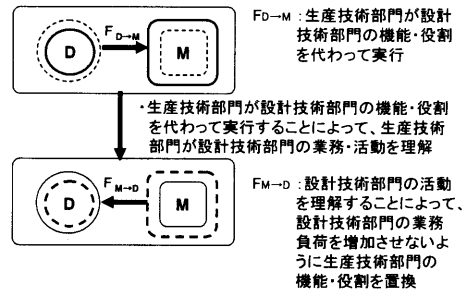 D
F D→M
M
FD→M:生産技術部門が設計
技術部門の機能・役割
を代わって実行
・生産技術部門が設計技術部門の機能・役割
を代わって実行することによって、生産技術
部門が設計技術部門の業務・活動を理解
D
F M→D
M
FM→D:設計技術部門の活動
を理解することによって、
設計技術部門の業務
負荷を増加させないよ
うに生産技術部門の
機能・役割を置換